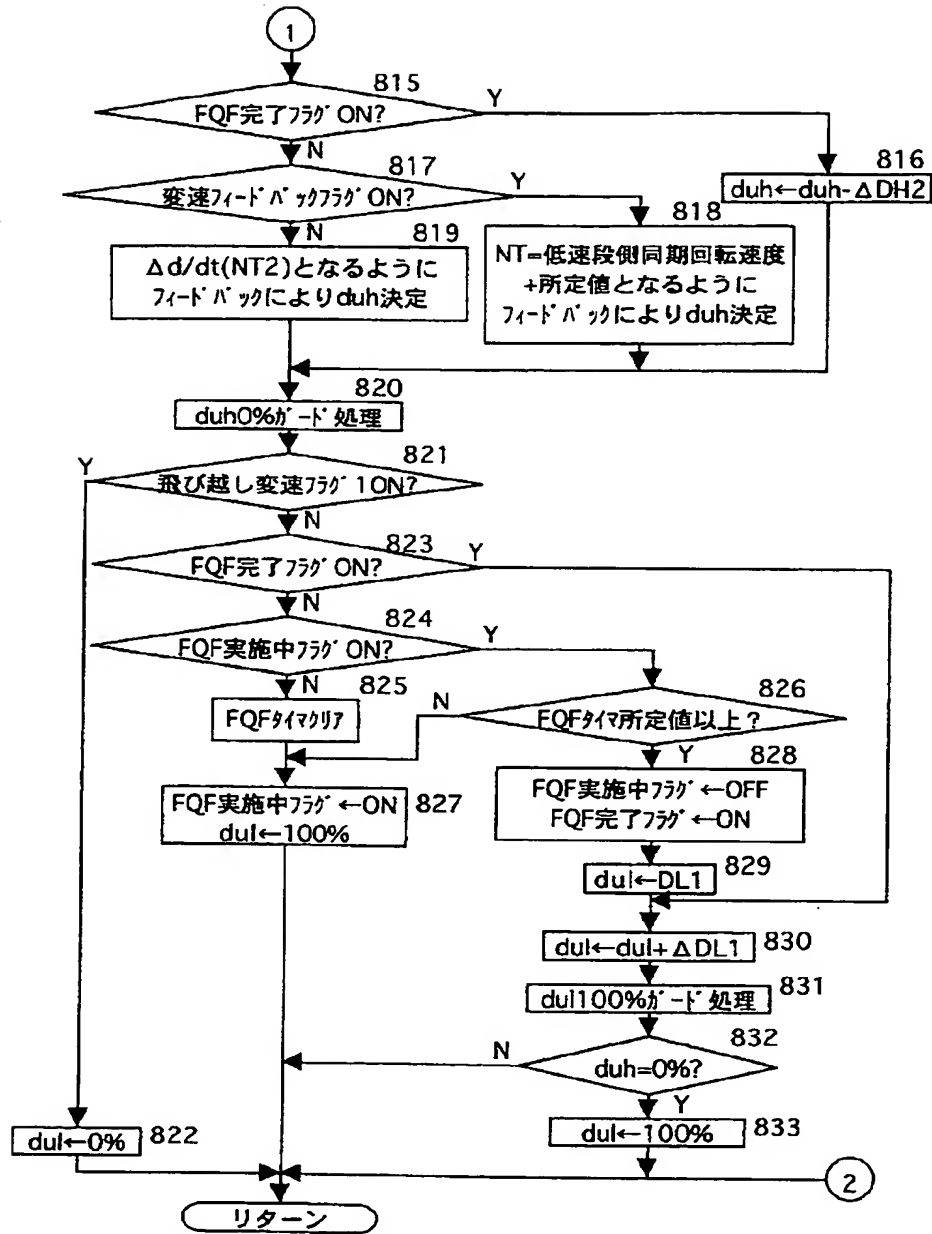 1
815
FQF完了フラグON?
Y
N
817
変速フィードバックフラグON?
Y
816
duh←duh-ΔDH2
N
819
Δd/dt(NT2)となるように
フィードバックによりduh決定
818
NT=低速段側同期回転速度
+所定値となるように
フィードバックによりduh決定
820
duh0%ガード処理
821
Y
飛び越し変速フラグ1ON?
N
823
FQF完了フラグON?
Y
N
824
FQF実施中フラグON?
Y
N
825
FQFタイマクリア
N
826
FQFタイマ所定値以上?
Y
828
FQF実施中フラグ←ON
dul←100%
827
FQF実施中フラグ←OFF
FQF完了フラグ←ON
dul←DL1
829
dul←dul+ΔDL1
830
dul100%ガード処理
831
832
N
duh=0%?
Y
dul←0%
822
dul←100%
833
2
リターン